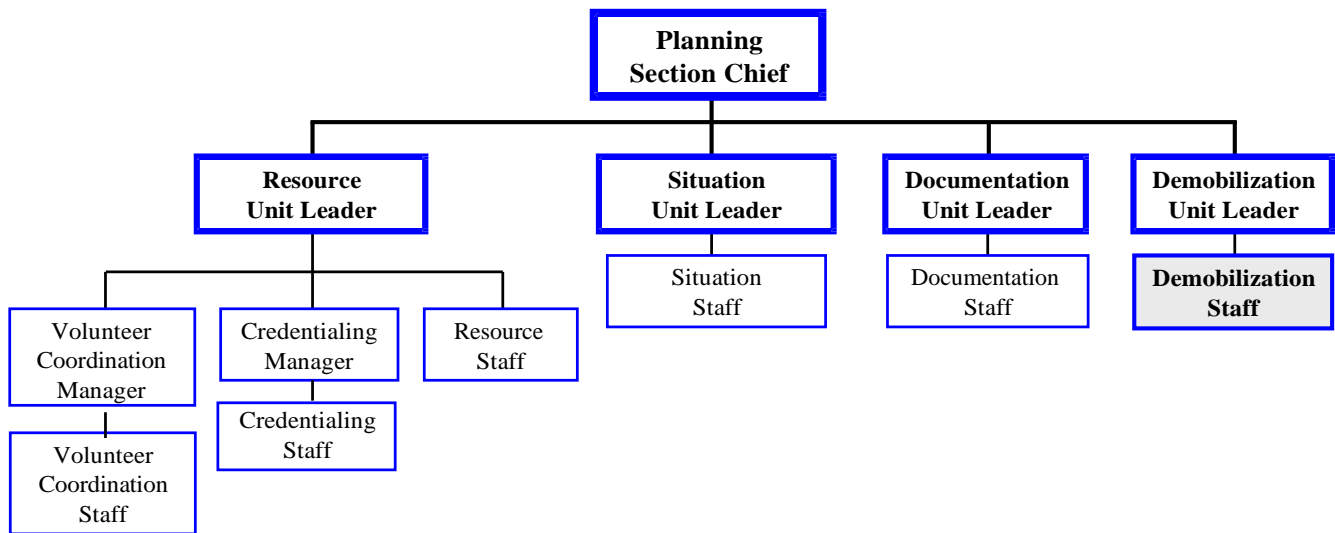 Planning
Section Chief
Resource
Unit Leader
Situation
Unit Leader
Documentation
Unit Leader
Demobilization
Unit Leader
Situation
Staff
Documentation
Staff
Demobilization
Staff
Volunteer
Coordination
Manager
Credentialing
Manager
Resource
Staff
Credentialing
Staff
Volunteer
Coordination
Staff